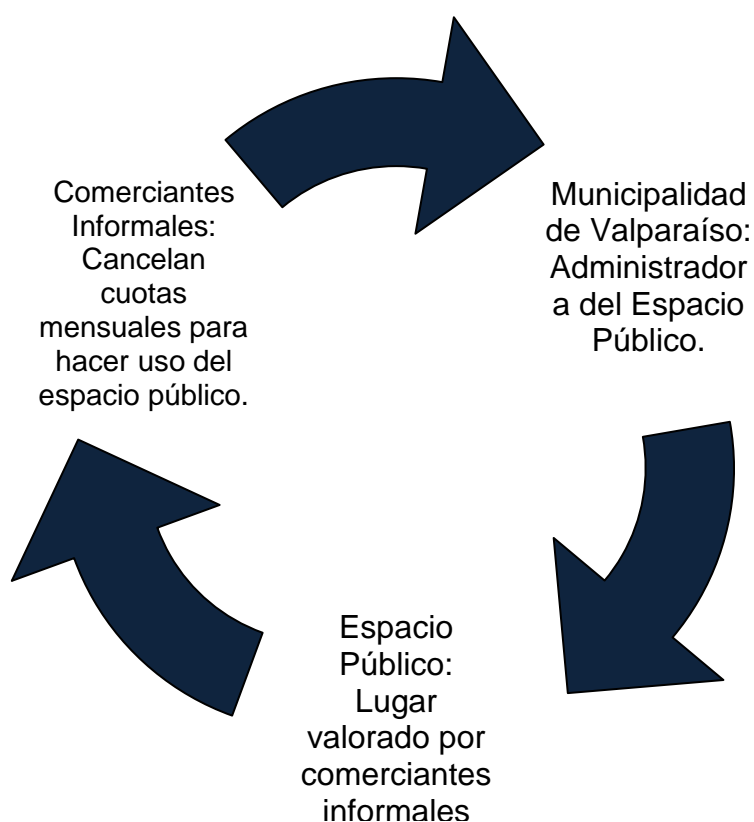 Comerciantes
Informales:
Cancelan
cuotas
mensuales para
hacer uso del
espacio público.
Municipalidad
de Valparaíso:
Administrador
a del Espacio
Público.
Espacio
Público:
Lugar
valorado por
comerciantes
informales